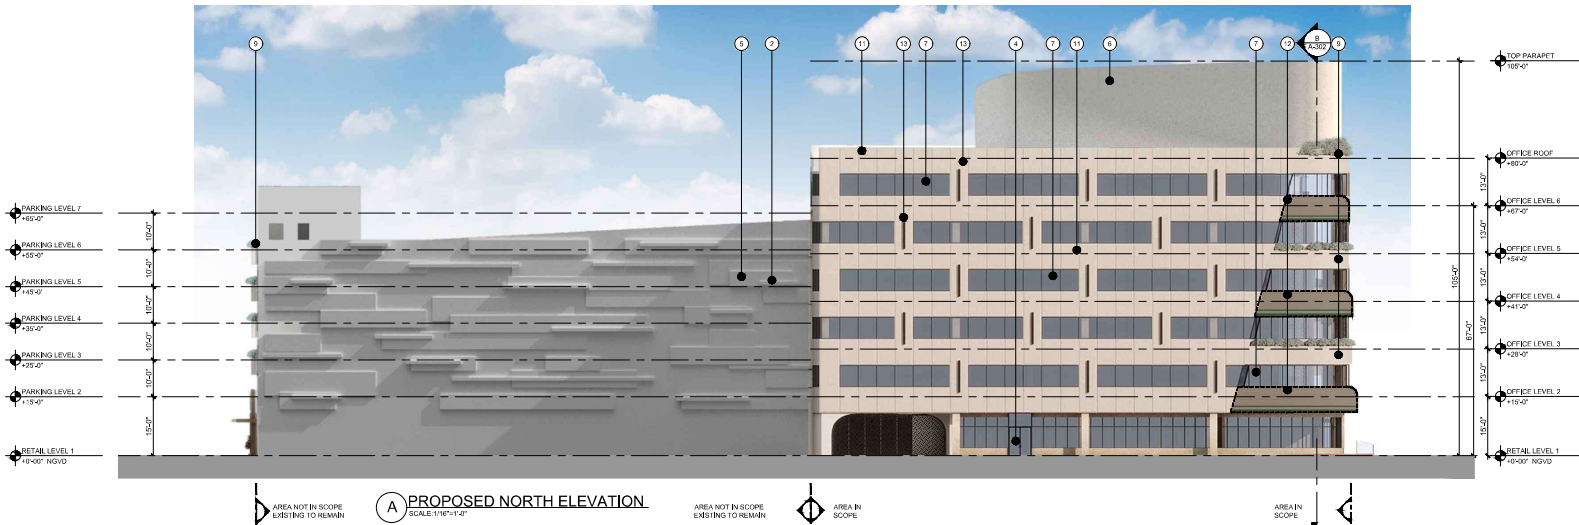 9
5
2
11
13
7
13
4
7
11
6
7
12
B
A-302
9
TOP PARAPET
105'-0"
OFFICE ROOF
+80'-0"
13'-0"
OFFICE LEVEL 6
+67'-0"
13'-0"
OFFICE LEVEL 5
+54'-0"
13'-0"
OFFICE LEVEL 4
+41'-0"
13'-0"
OFFICE LEVEL 3
+28'-0"
13'-0"
OFFICE LEVEL 2
+15'-0"
15'-0"
RETAIL LEVEL 1
+0'-00" NGVD
105'-0"
67'-0"
PARKING LEVEL 7
+65'-0"
10'-0"
PARKING LEVEL 6
+55'-0"
10'-0"
PARKING LEVEL 5
+45'-0'
10'-0"
PARKING LEVEL 4
+35'-0"
10'-0"
PARKING LEVEL 3
+25'-0"
10'-0"
PARKING LEVEL 2
+15'-0"
15'-0"
RETAIL LEVEL 1
+0'-00" NGVD
AREA NOT IN SCOPE
EXISTING TO REMAIN
A
PROPOSED NORTH ELEVATION
SCALE:1/16"=1'-0"
AREA NOT IN SCOPE
EXISTING TO REMAIN
AREA IN
SCOPE
AREA IN
SCOPE